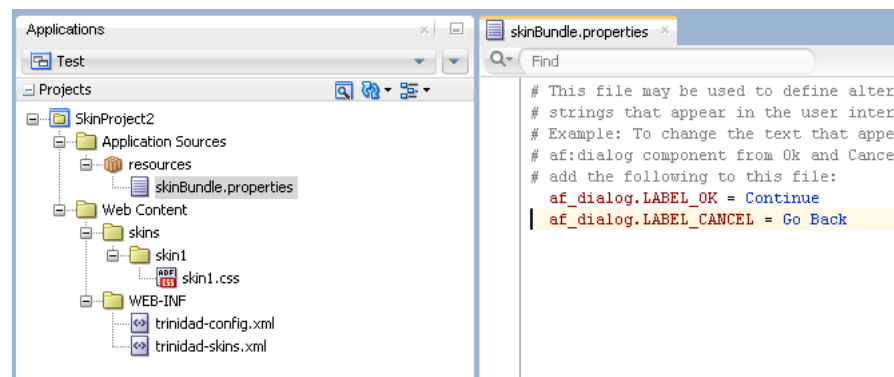 Applications
Test
Projects
SkinProject2
Application Sources
resources
skinBundle.properties
Web Content
skins
skin1
skin1.css
WEB-INF
trinidad-config.xml
trinidad-skins.xml
skinBundle.properties
Find
# This file may be used to define alter
# strings that appear in the user inter
# Example: To change the text that appe
# af:dialog component from Ok and Cance
# add the following to this file:
af_dialog.LABEL_OK = Continue
af_dialog.LABEL_CANCEL = Go Back